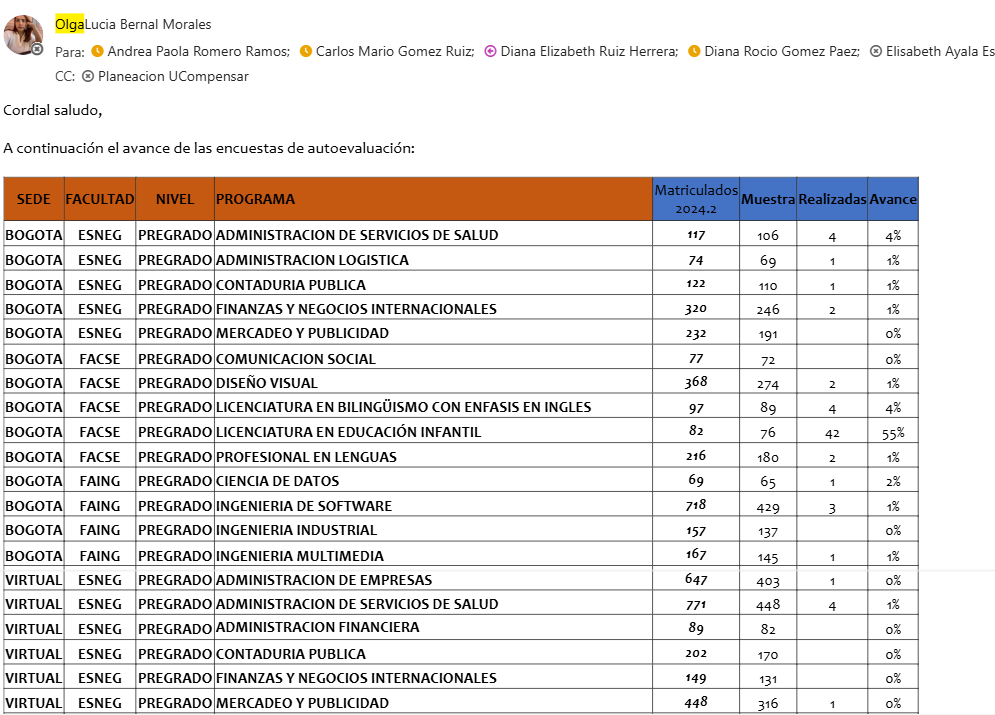 Olga Lucia Bernal Morales
Para: Andrea Paola Romero Ramos; Carlos Mario Gomez Ruiz; Diana Elizabeth Ruiz Herrera; Diana Rocio Gomez Paez; Elisabeth Ayala Es
CC: Planeacion UCompensar
Cordial saludo,
A continuación el avance de las encuestas de autoevaluación:
SEDE FACULTAD NIVEL PROGRAMA Matriculados 2024.2 Muestra Realizadas Avance
BOGOTA ESNEG PREGRADO ADMINISTRACION DE SERVICIOS DE SALUD 117 106 4 4%
BOGOTA ESNEG PREGRADO ADMINISTRACION LOGISTICA 74 69 1 1%
BOGOTA ESNEG PREGRADO CONTADURIA PUBLICA 122 110 1 1%
BOGOTA ESNEG PREGRADO FINANZAS Y NEGOCIOS INTERNACIONALES 320 246 2 1%
BOGOTA ESNEG PREGRADO MERCADEO Y PUBLICIDAD 232 191 0%
BOGOTA FACSE PREGRADO COMUNICACION SOCIAL 77 72 0%
BOGOTA FACSE PREGRADO DISEÑO VISUAL 368 274 2 1%
BOGOTA FACSE PREGRADO LICENCIATURA EN BILINGÜISMO CON ENFASIS EN INGLES 97 89 4 4%
BOGOTA FACSE PREGRADO LICENCIATURA EN EDUCACIÓN INFANTIL 82 76 42 55%
BOGOTA FACSE PREGRADO PROFESIONAL EN LENGUAS 216 180 2 1%
BOGOTA FAING PREGRADO CIENCIA DE DATOS 69 65 1 2%
BOGOTA FAING PREGRADO INGENIERIA DE SOFTWARE 718 429 3 1%
BOGOTA FAING PREGRADO INGENIERIA INDUSTRIAL 157 137 0%
BOGOTA FAING PREGRADO INGENIERIA MULTIMEDIA 167 145 1 1%
VIRTUAL ESNEG PREGRADO ADMINISTRACION DE EMPRESAS 647 403 1 0%
VIRTUAL ESNEG PREGRADO ADMINISTRACION DE SERVICIOS DE SALUD 771 448 4 1%
VIRTUAL ESNEG PREGRADO ADMINISTRACION FINANCIERA 89 82 0%
VIRTUAL ESNEG PREGRADO CONTADURIA PUBLICA 202 170 0%
VIRTUAL ESNEG PREGRADO FINANZAS Y NEGOCIOS INTERNACIONALES 149 131 0%
VIRTUAL ESNEG PREGRADO MERCADEO Y PUBLICIDAD 448 316 1 0%